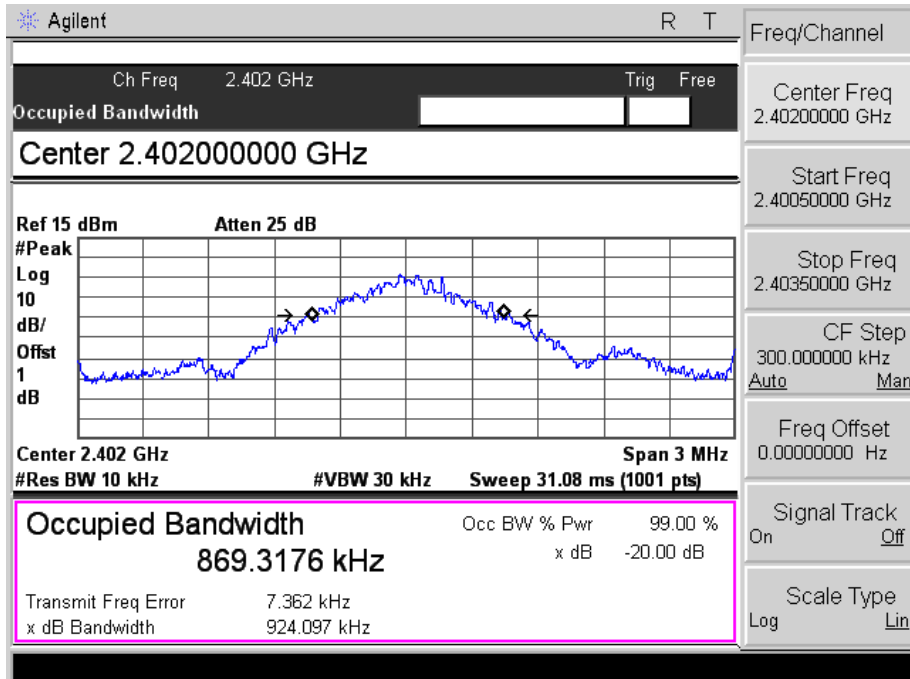 Agilent R T
Ch Freq 2.402 GHz Trig Free
Occupied Bandwidth
Center 2.402000000 GHz
Ref 15 dBm Atten 25 dB
#Peak
Log
10
dB/
Offst
1
dB
Center 2.402 GHz Span 3 MHz
#Res BW 10 kHz #VBW 30 kHz Sweep 31.08 ms (1001 pts)
Occupied Bandwidth Occ BW % Pwr 99.00 %
869.3176 kHz x dB -20.00 dB
Transmit Freq Error 7.362 kHz
x dB Bandwidth 924.097 kHz
Freq/Channel
Center Freq
2.40200000 GHz
Start Freq
2.40050000 GHz
Stop Freq
2.40350000 GHz
CF Step
300.000000 kHz
Auto Man
Freq Offset
0.00000000 Hz
Signal Track
On Off
Scale Type
Log Lin